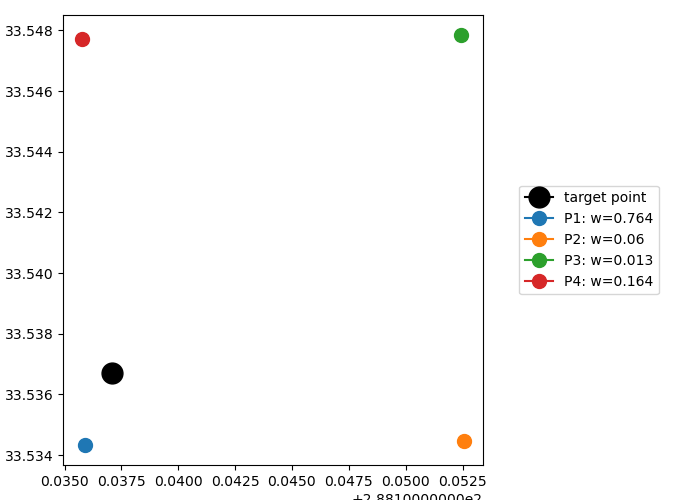 33.548
33.546
33.544
33.542
33.540
33.538
33.536
33.534
0.0350 0.0375 0.0400 0.0425 0.0450 0.0475 0.0500 0.0525
+2.8810000000e2
target point
P1: w=0.764
P2: w=0.06
P3: w=0.013
P4: w=0.164